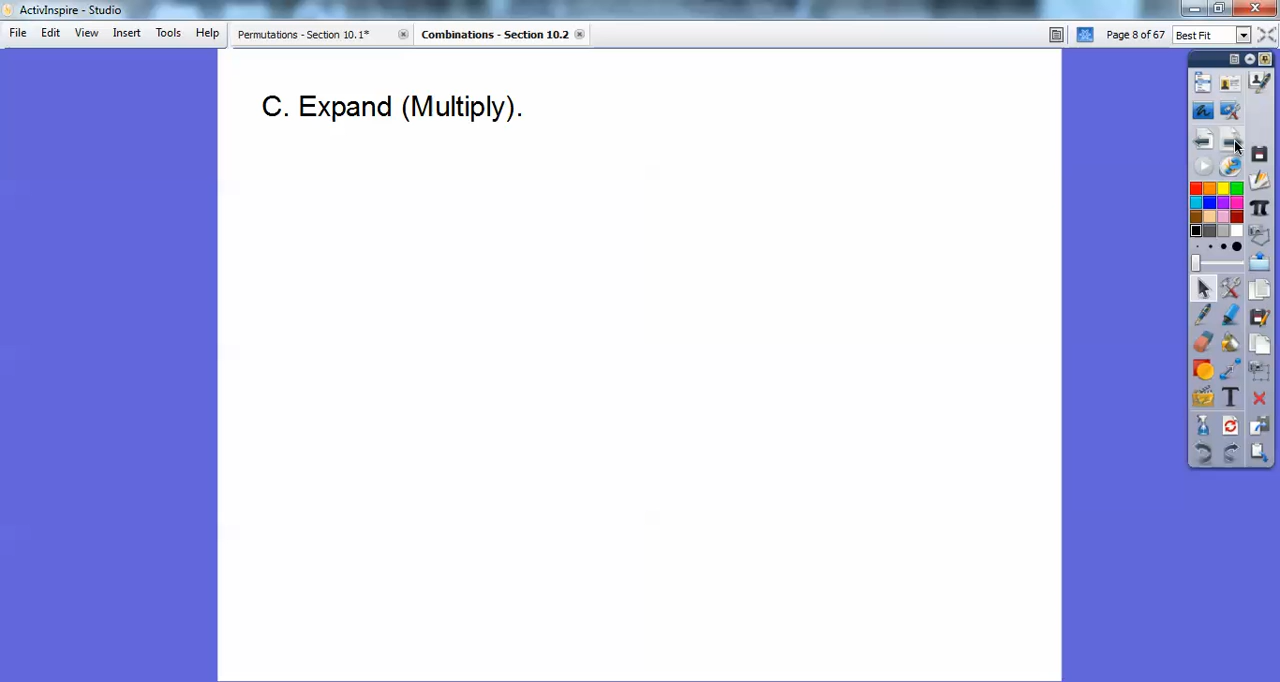 ActivInspire - Studio
File Edit View Insert Tools Help
Permutations - Section 10.1*
Combinations - Section 10.2
Page 8 of 67
Best Fit
C. Expand (Multiply).